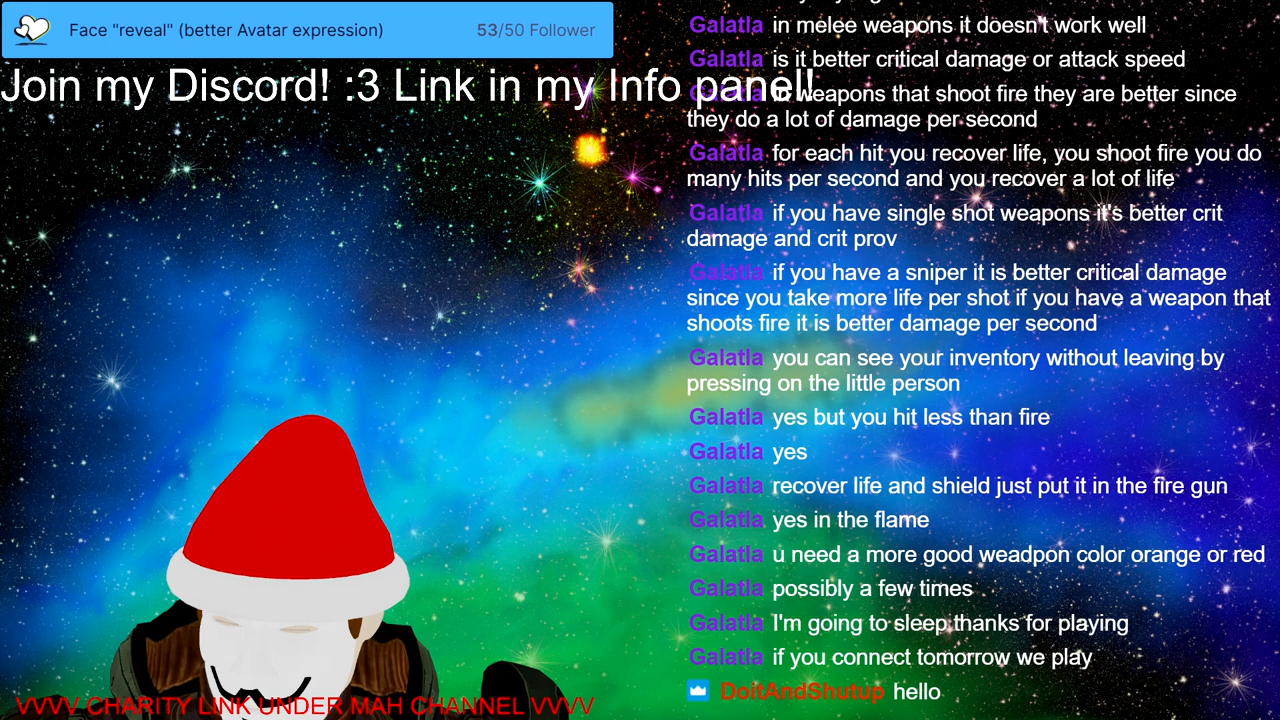 Face "reveal" (better Avatar expression) 53/50 Follower
Join my Discord! :3 Link in my Info panel!
Galatla in melee weapons it doesn't work well
Galatla is it better critical damage or attack speed
Galatla in weapons that shoot fire they are better since
they do a lot of damage per second
Galatla for each hit you recover life, you shoot fire you do
many hits per second and you recover a lot of life
Galatla if you have single shot weapons it's better crit
damage and crit prov
Galatla if you have a sniper it is better critical damage
since you take more life per shot if you have a weapon that
shoots fire it is better damage per second
Galatla you can see your inventory without leaving by
pressing on the little person
Galatla yes but you hit less than fire
Galatla yes
Galatla recover life and shield just put it in the fire gun
Galatla yes in the flame
Galatla u need a more good weadpon color orange or red
Galatla possibly a few times
Galatla I'm going to sleep,thanks for playing
Galatla if you connect tomorrow we play
DoitAndShutup hello
VVVV CHARITY LINK UNDER MAH CHANNEL VVVV